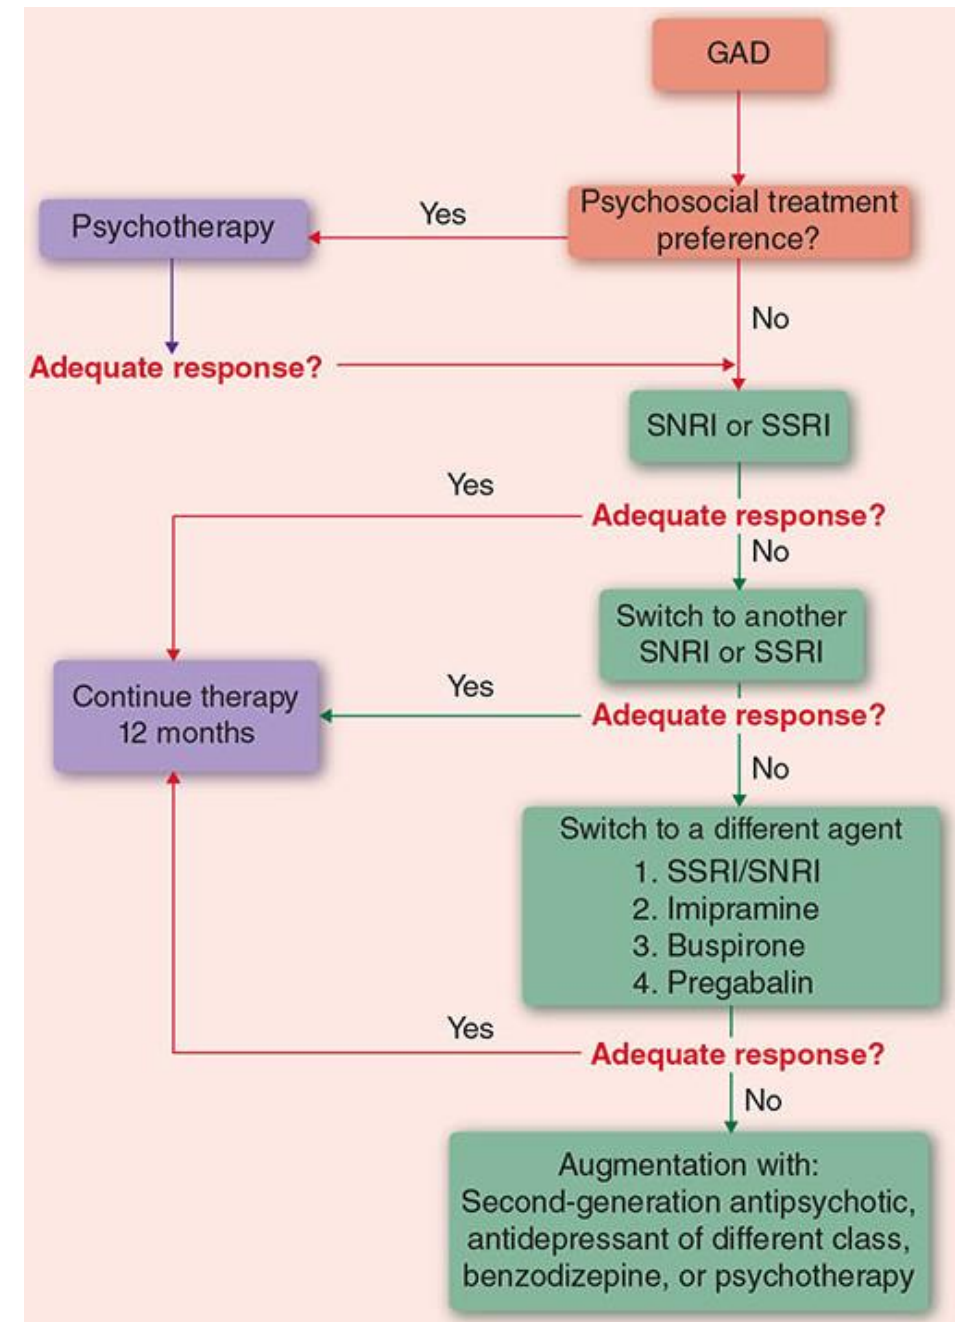 GAD
Psychosocial treatment
preference?
Yes
Psychotherapy
No
Adequate response?
SNRI or SSRI
Yes
Adequate response?
No
Switch to another
SNRI or SSRI
Yes
Adequate response?
Continue therapy
12 months
No
Switch to a different agent
1. SSRI/SNRI
2. Imipramine
3. Buspirone
4. Pregabalin
Yes
Adequate response?
No
Augmentation with:
Second-generation antipsychotic,
antidepressant of different class,
benzodizepine, or psychotherapy